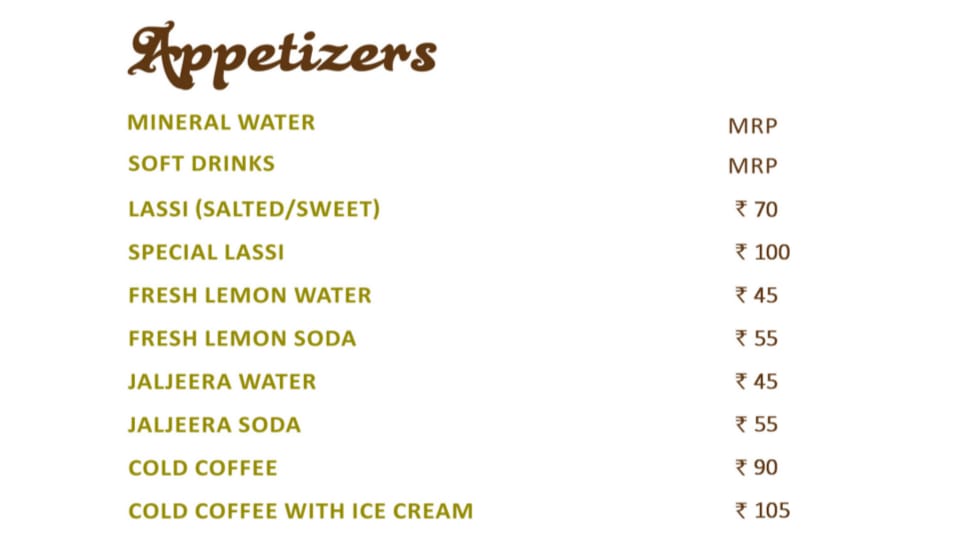 Appetizers
MINERAL WATER MRP
SOFT DRINKS MRP
LASSI (SALTED/SWEET) ₹ 70
SPECIAL LASSI ₹ 100
FRESH LEMON WATER ₹ 45
FRESH LEMON SODA ₹ 55
JALJEERA WATER ₹ 45
JALJEERA SODA ₹ 55
COLD COFFEE ₹ 90
COLD COFFEE WITH ICE CREAM ₹ 105